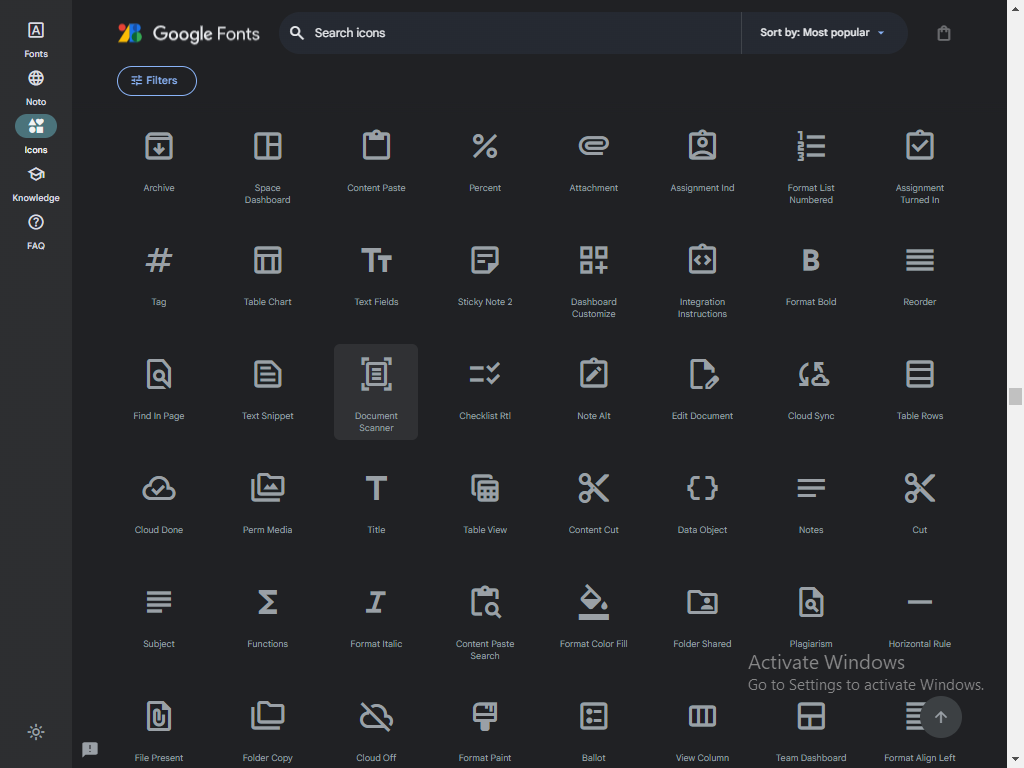 Fonts
Noto
Icons
Knowledge
FAQ
Google Fonts
Search icons
Sort by: Most popular
Filters
Archive
Space
Dashboard
Content Paste
Percent
Attachment
Assignment Ind
Format List
Numbered
Assignment
Turned In
Tag
Table Chart
Text Fields
Sticky Note 2
Dashboard
Customize
Integration
Instructions
Format Bold
Reorder
Find In Page
Text Snippet
Document
Scanner
Checklist Rtl
Note Alt
Edit Document
Cloud Sync
Table Rows
Cloud Done
Perm Media
Title
Table View
Content Cut
Data Object
Notes
Cut
Subject
Functions
Format Italic
Content Paste
Search
Format Color Fill
Folder Shared
Plagiarism
Horizontal Rule
Activate Windows
Go to Settings to activate Windows.
File Present
Folder Copy
Cloud Off
Format Paint
Ballot
View Column
Team Dashboard
Format Align Left